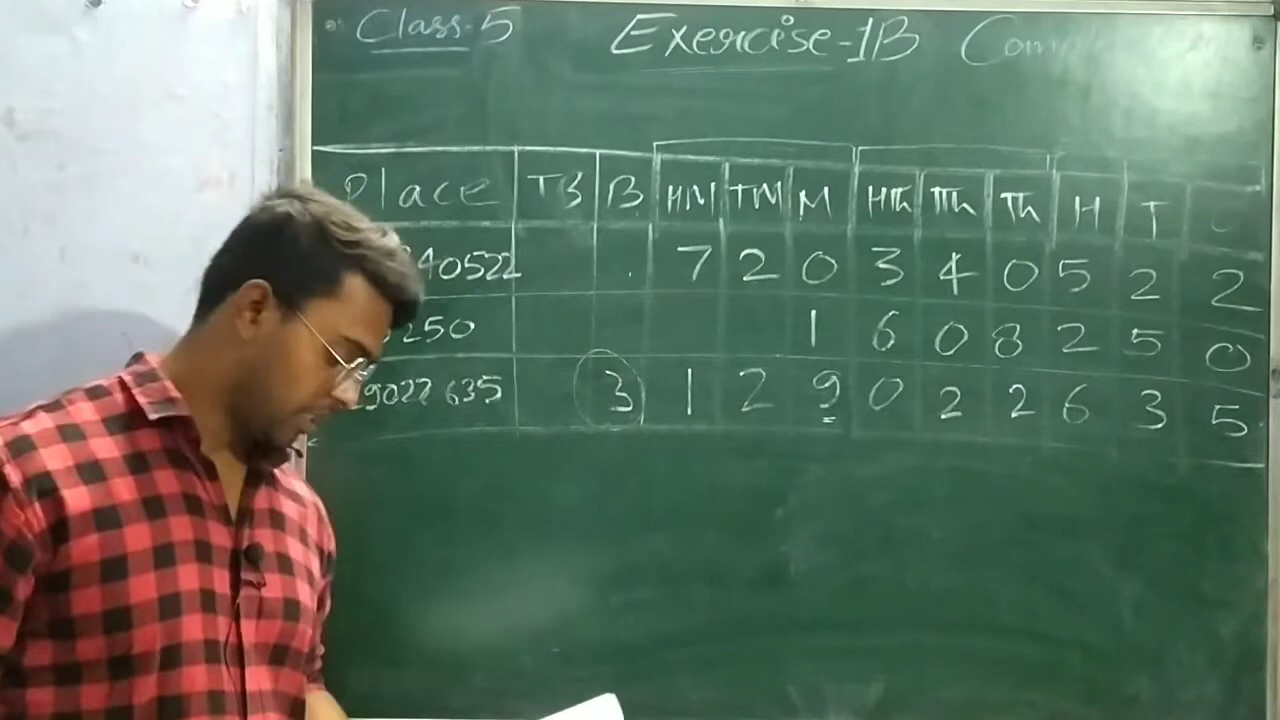 Class-5 Exercise-1B
Place TB B HM TM M HTh TTh Th H T
40522 7 2 0 3 4 0 5 2 2
250 1 6 0 8 2 5 0
29022 635 3 1 2 9 0 2 2 6 3 5